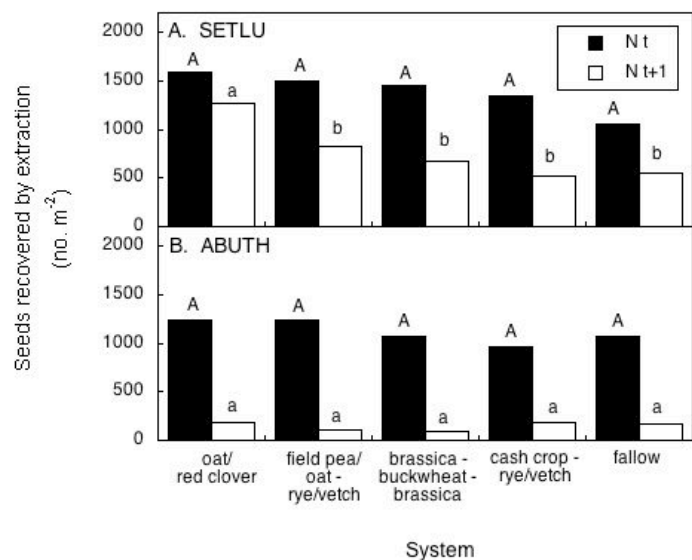 A. SETLU
N t
N t+1
2000
1500
1000
500
0
A
a
A
b
A
b
A
b
A
b
B. ABUTH
2000
1500
1000
500
0
A
a
A
a
A
a
A
a
A
a
Seeds recovered by extraction
(no. m-2)
oat/
red clover
field pea/
oat -
rye/vetch
brassica -
buckwheat -
brassica
cash crop -
rye/vetch
fallow
System